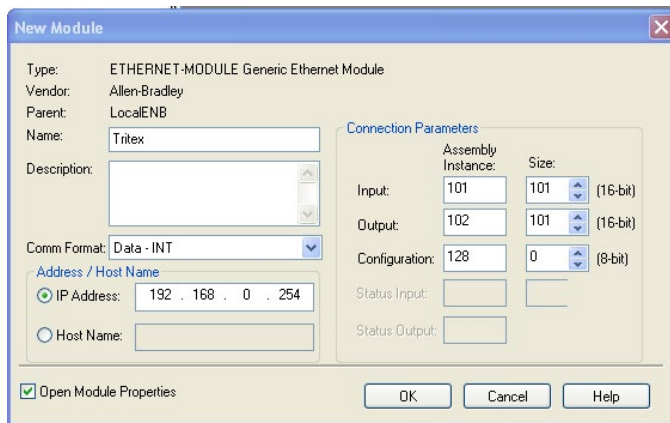 New Module
Type: ETHERNET-MODULE Generic Ethernet Module
Vendor: Allen-Bradley
Parent: LocalENB
Name: Tritex
Description:
Comm Format: Data - INT
Address / Host Name
IP Address: 192 . 168 . 0 . 254
Host Name:
Connection Parameters
Assembly Instance: Size:
Input: 101 101 (16-bit)
Output: 102 101 (16-bit)
Configuration: 128 0 (8-bit)
Status Input:
Status Output:
Open Module Properties
OK Cancel Help